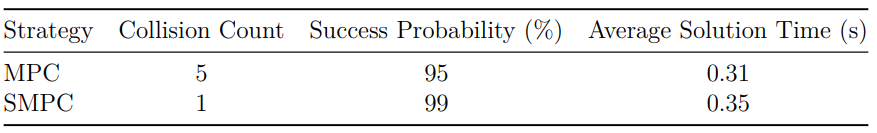 Strategy Collision Count Success Probability (%) Average Solution Time (s)
MPC 5 95 0.31
SMPC 1 99 0.35